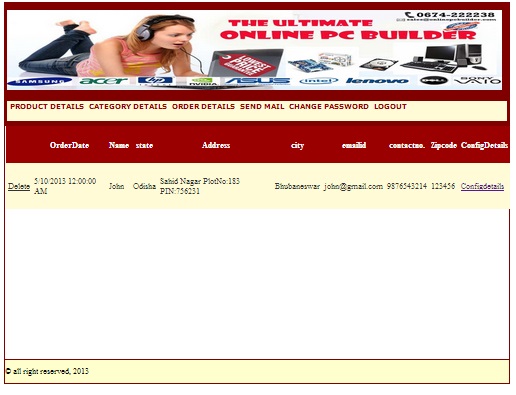 0674-222238
THE ULTIMATE
sales@onlinepcbuilder.com
ONLINE PC BUILDER
SAMSUNG acer hp NVIDIA ASUS intel lenovo DELL SONY VAIO
PRODUCT DETAILS CATEGORY DETAILS ORDER DETAILS SEND MAIL CHANGE PASSWORD LOGOUT
OrderDate Name state Address city emailid contactno. Zipcode ConfigDetails
Delete 5/10/2013 12:00:00 AM John Odisha Sahid Nagar PlotNo:183 PIN:756231 Bhubaneswar john@gmail.com 9876543214 123456 Configdetails
© all right reserved, 2013